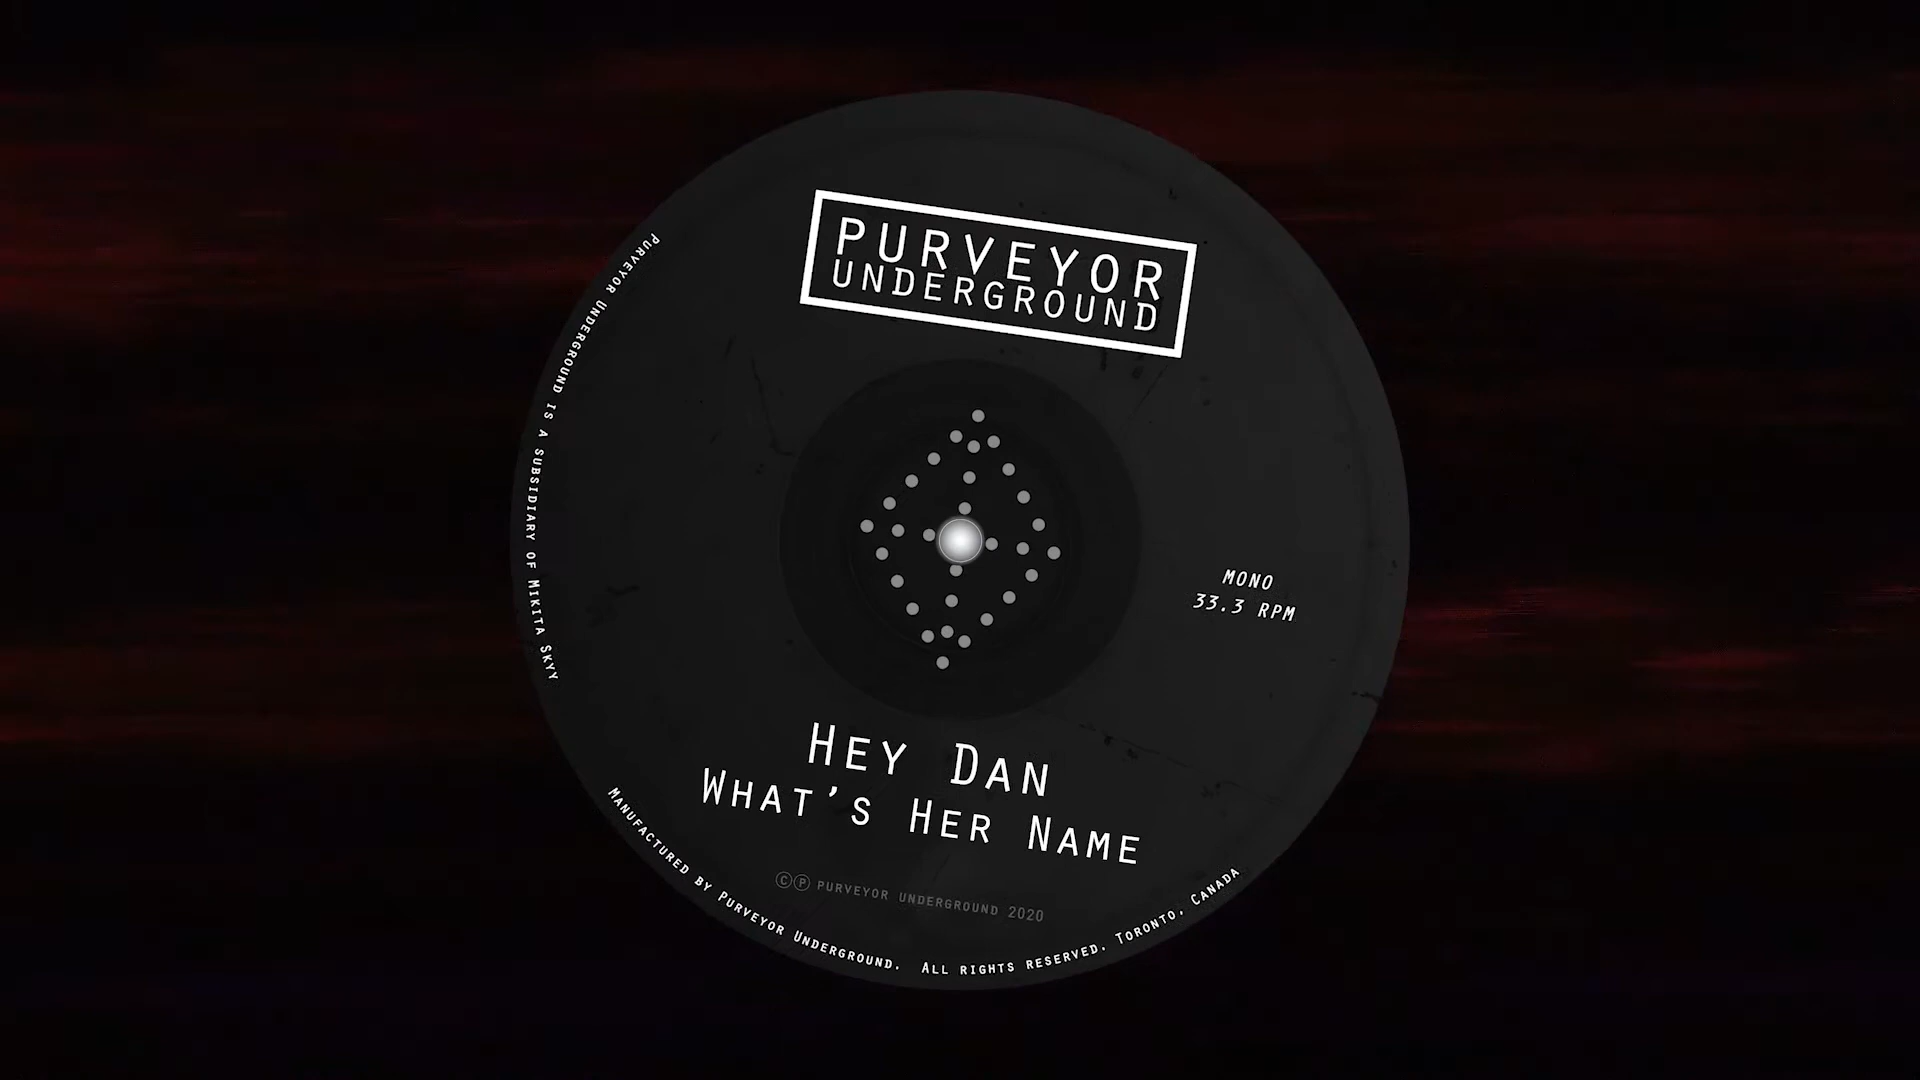 PURVEYOR
UNDERGROUND
PURVEYOR UNDERGROUND IS A SUBSIDIARY OF MIKITA SKYY
MONO
33.3 RPM
HEY DAN
WHAT'S HER NAME
©℗ PURVEYOR UNDERGROUND 2020
MANUFACTURED BY PURVEYOR UNDERGROUND. ALL RIGHTS RESERVED. TORONTO, CANADA